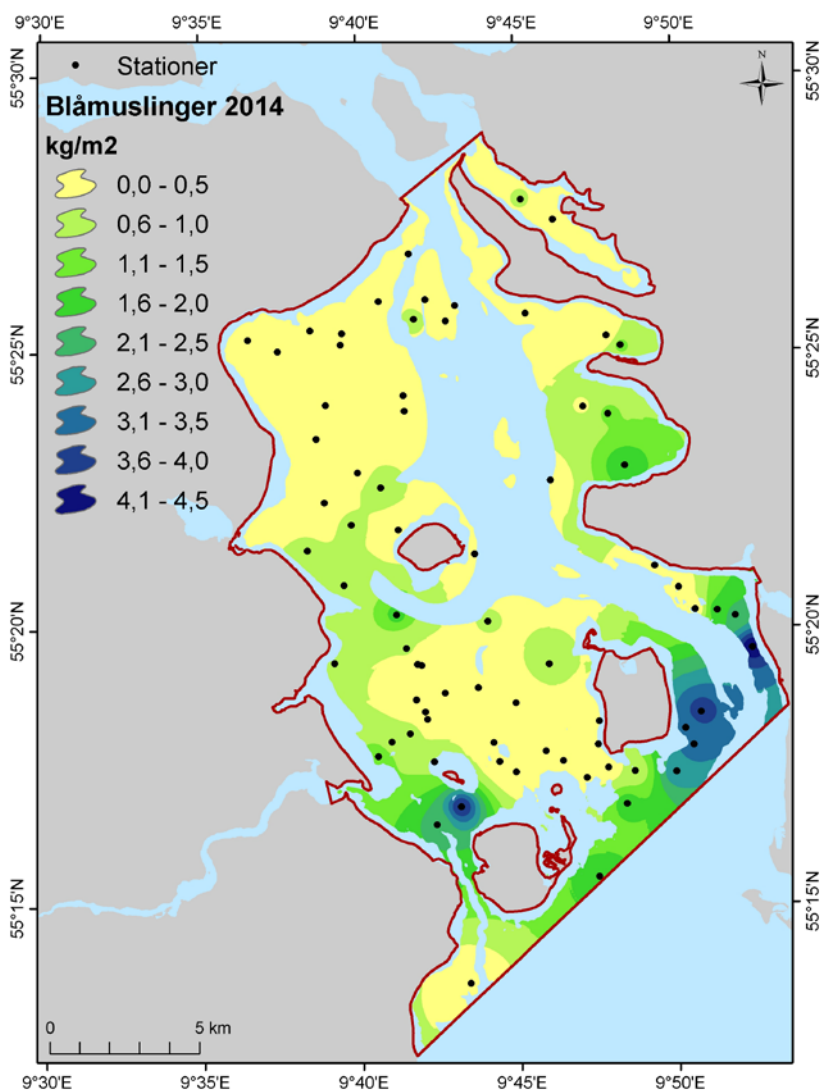 9°30'E 9°35'E 9°40'E 9°45'E 9°50'E
55°30'N 55°30'N
N
Stationer
Blåmuslinger 2014
kg/m2
0,0 - 0,5
0,6 - 1,0
1,1 - 1,5
1,6 - 2,0
2,1 - 2,5
2,6 - 3,0
3,1 - 3,5
3,6 - 4,0
4,1 - 4,5
55°25'N 55°25'N
55°20'N 55°20'N
55°15'N 55°15'N
0 5 km
9°30'E 9°35'E 9°40'E 9°45'E 9°50'E